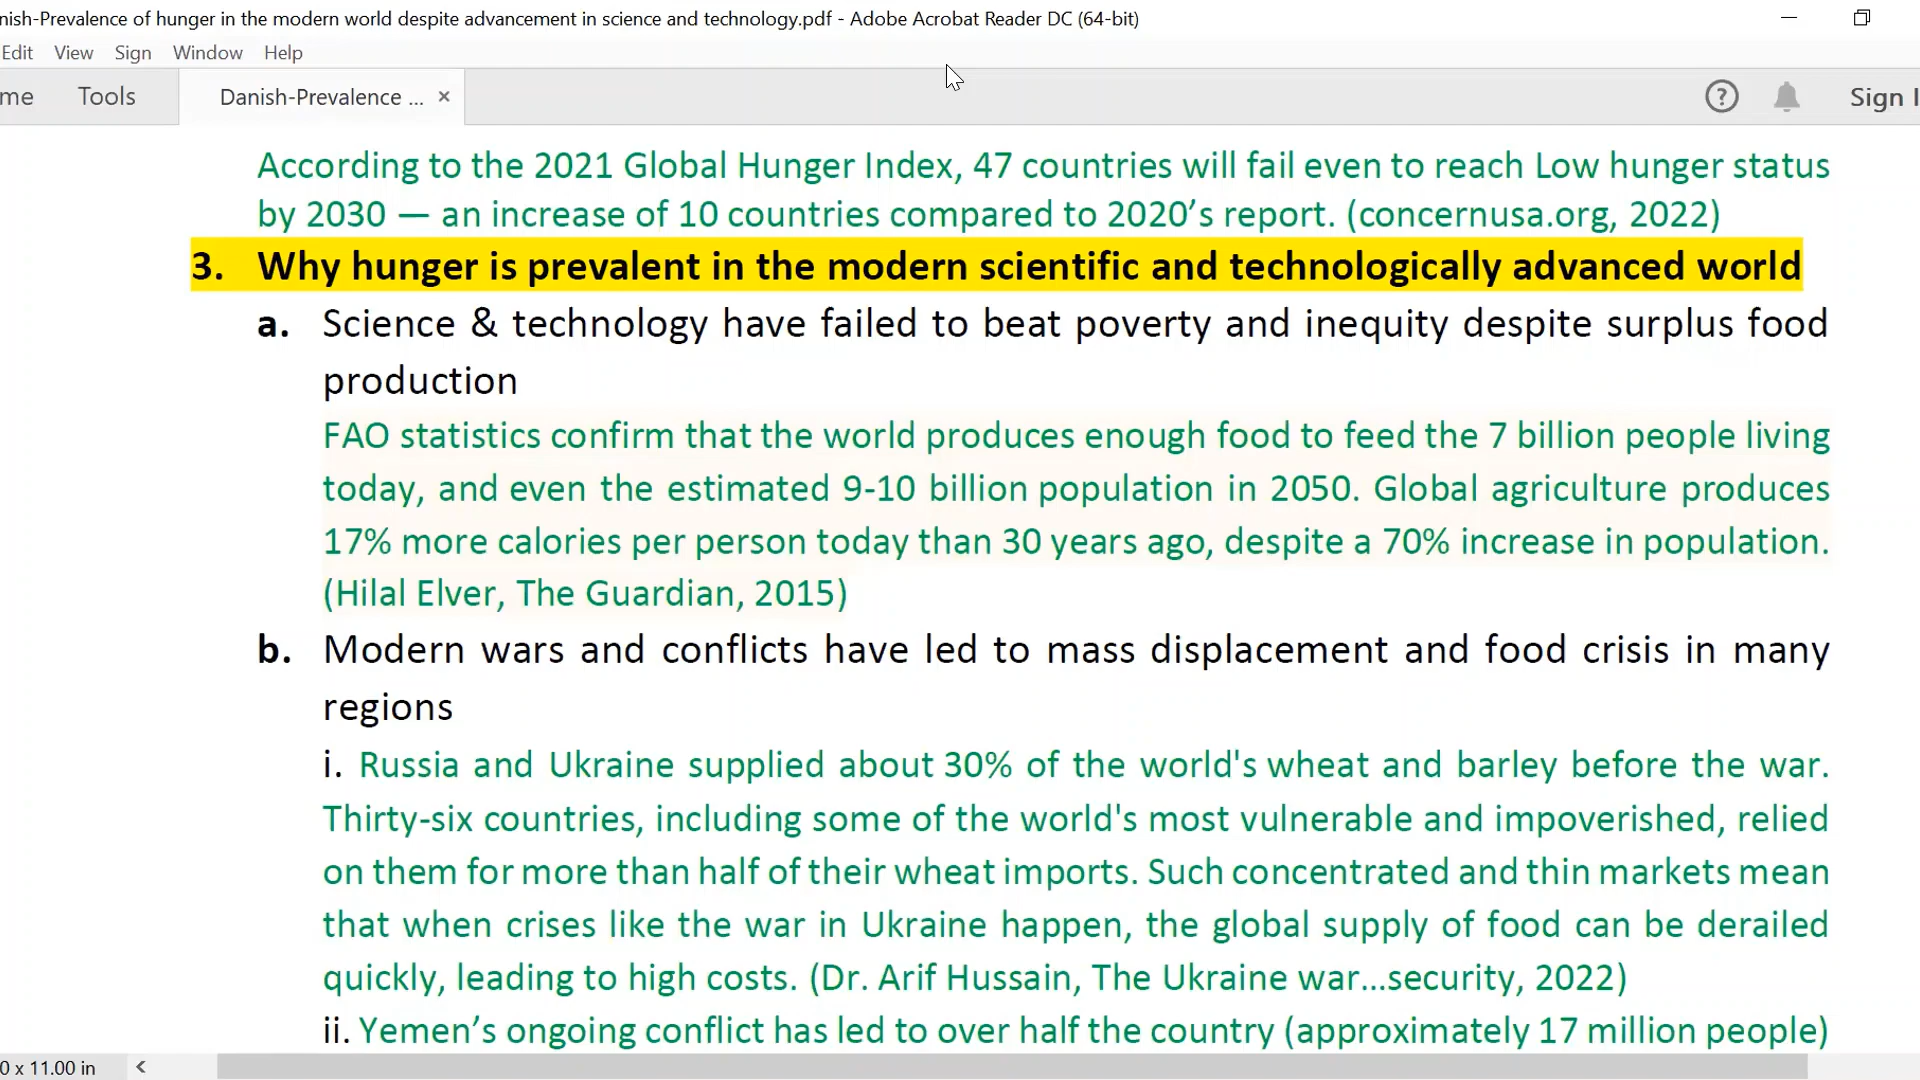 nish-Prevalence of hunger in the modern world despite advancement in science and technology.pdf - Adobe Acrobat Reader DC (64-bit)
Edit View Sign Window Help
me Tools Danish-Prevalence ... × ? Sign I
According to the 2021 Global Hunger Index, 47 countries will fail even to reach Low hunger status
by 2030 — an increase of 10 countries compared to 2020’s report. (concernusa.org, 2022)
3. Why hunger is prevalent in the modern scientific and technologically advanced world
a. Science & technology have failed to beat poverty and inequity despite surplus food
production
FAO statistics confirm that the world produces enough food to feed the 7 billion people living
today, and even the estimated 9-10 billion population in 2050. Global agriculture produces
17% more calories per person today than 30 years ago, despite a 70% increase in population.
(Hilal Elver, The Guardian, 2015)
b. Modern wars and conflicts have led to mass displacement and food crisis in many
regions
i. Russia and Ukraine supplied about 30% of the world's wheat and barley before the war.
Thirty-six countries, including some of the world's most vulnerable and impoverished, relied
on them for more than half of their wheat imports. Such concentrated and thin markets mean
that when crises like the war in Ukraine happen, the global supply of food can be derailed
quickly, leading to high costs. (Dr. Arif Hussain, The Ukraine war...security, 2022)
ii. Yemen’s ongoing conflict has led to over half the country (approximately 17 million people)
0 x 11.00 in